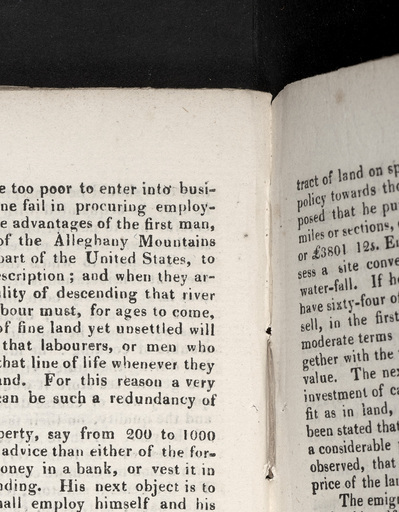 e too poor to enter into busi-
ne fail in procuring employ-
e advantages of the first man,
of the Alleghany Mountains
part of the United States, to
scription ; and when they ar-
lity of descending that river
bour must, for ages to come,
of fine land yet unsettled will
that labourers, or men who
that line of life whenever they
and. For this reason a very
can be such a redundancy of
perty, say from 200 to 1000
advice than either of the for-
oney in a bank, or vest it in
nding. His next object is to
hall employ himself and his
tract of land on sp
policy towards the
posed that he pu
miles or sections,
or £3801 12s. E
sess a site conve
water-fall. If h
have sixty-four o
sell, in the first
moderate terms
gether with the
value. The nex
investment of ca
fit as in land,
been stated that
a considerable
observed, that
price of the la
The emig